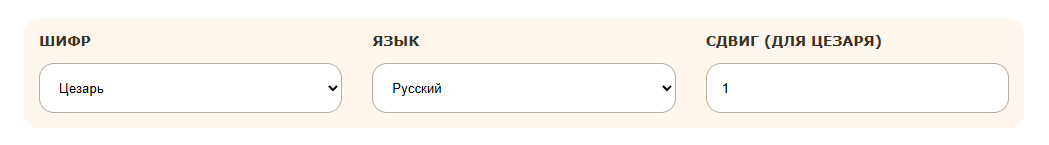 ШИФР
ЯЗЫК
СДВИГ (ДЛЯ ЦЕЗАРЯ)
Цезарь
Русский
1